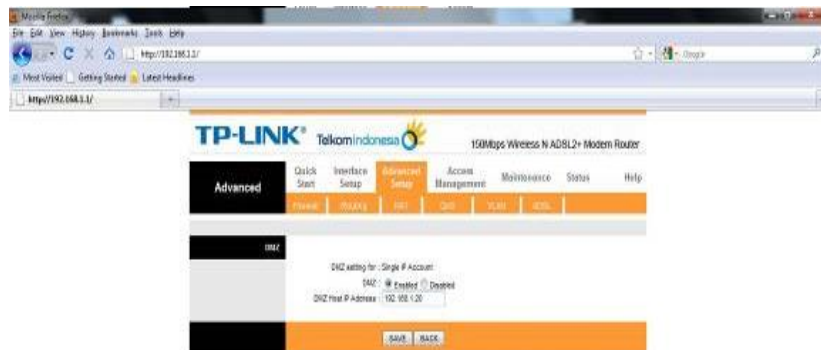 Mozilla Firefox
File Edit View History Bookmarks Tools Help
http://192.168.1.1/
Google
Most Visited Getting Started Latest Headlines
http://192.168.1.1/
TP-LINK® Telkom Indonesia
150Mbps Wireless N ADSL2+ Modem Router
Advanced
Quick Start
Interface Setup
Advanced Setup
Access Management
Maintenance
Status
Help
Firewall Routing NAT QoS VLAN ADSL
DMZ
DMZ setting for : Single IP Account
DMZ : Enabled Disabled
DMZ Host IP Address : 192.168.1.20
SAVE BACK